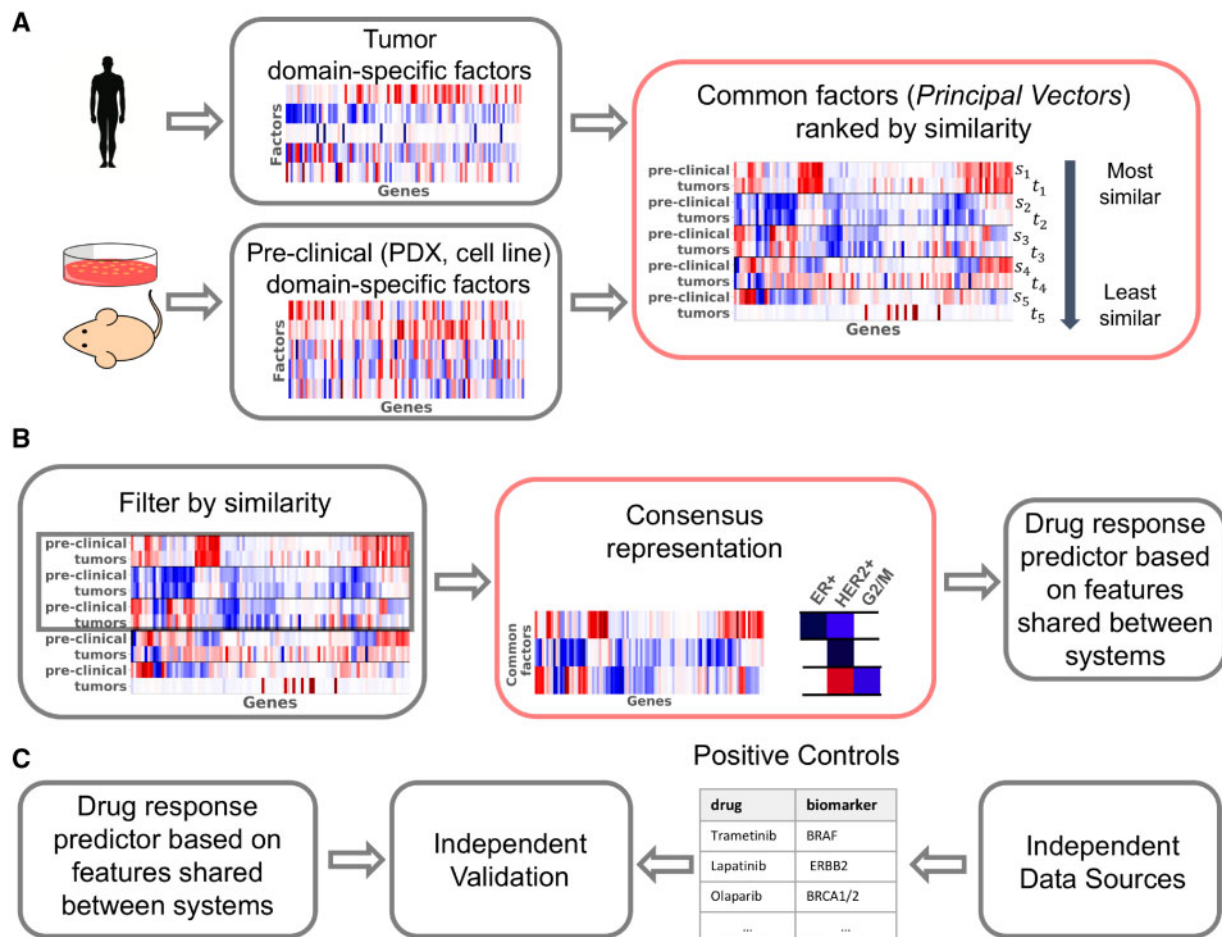 A
Tumor
domain-specific factors
Factors
Genes
Pre-clinical (PDX, cell line)
domain-specific factors
Factors
Genes
Common factors (Principal Vectors)
ranked by similarity
pre-clinical s1
tumors t1
pre-clinical s2
tumors t2
pre-clinical s3
tumors t3
pre-clinical s4
tumors t4
pre-clinical s5
tumors t5
Genes
Most
similar
Least
similar
B
Filter by similarity
pre-clinical
tumors
pre-clinical
tumors
pre-clinical
tumors
pre-clinical
tumors
pre-clinical
tumors
Genes
Consensus
representation
Common
factors
Genes
ER+
HER2+
G2/M
Drug response
predictor based
on features
shared between
systems
C
Drug response
predictor based on
features shared
between systems
Independent
Validation
Positive Controls
drug biomarker
Trametinib BRAF
Lapatinib ERBB2
Olaparib BRCA1/2
... ...
Independent
Data Sources